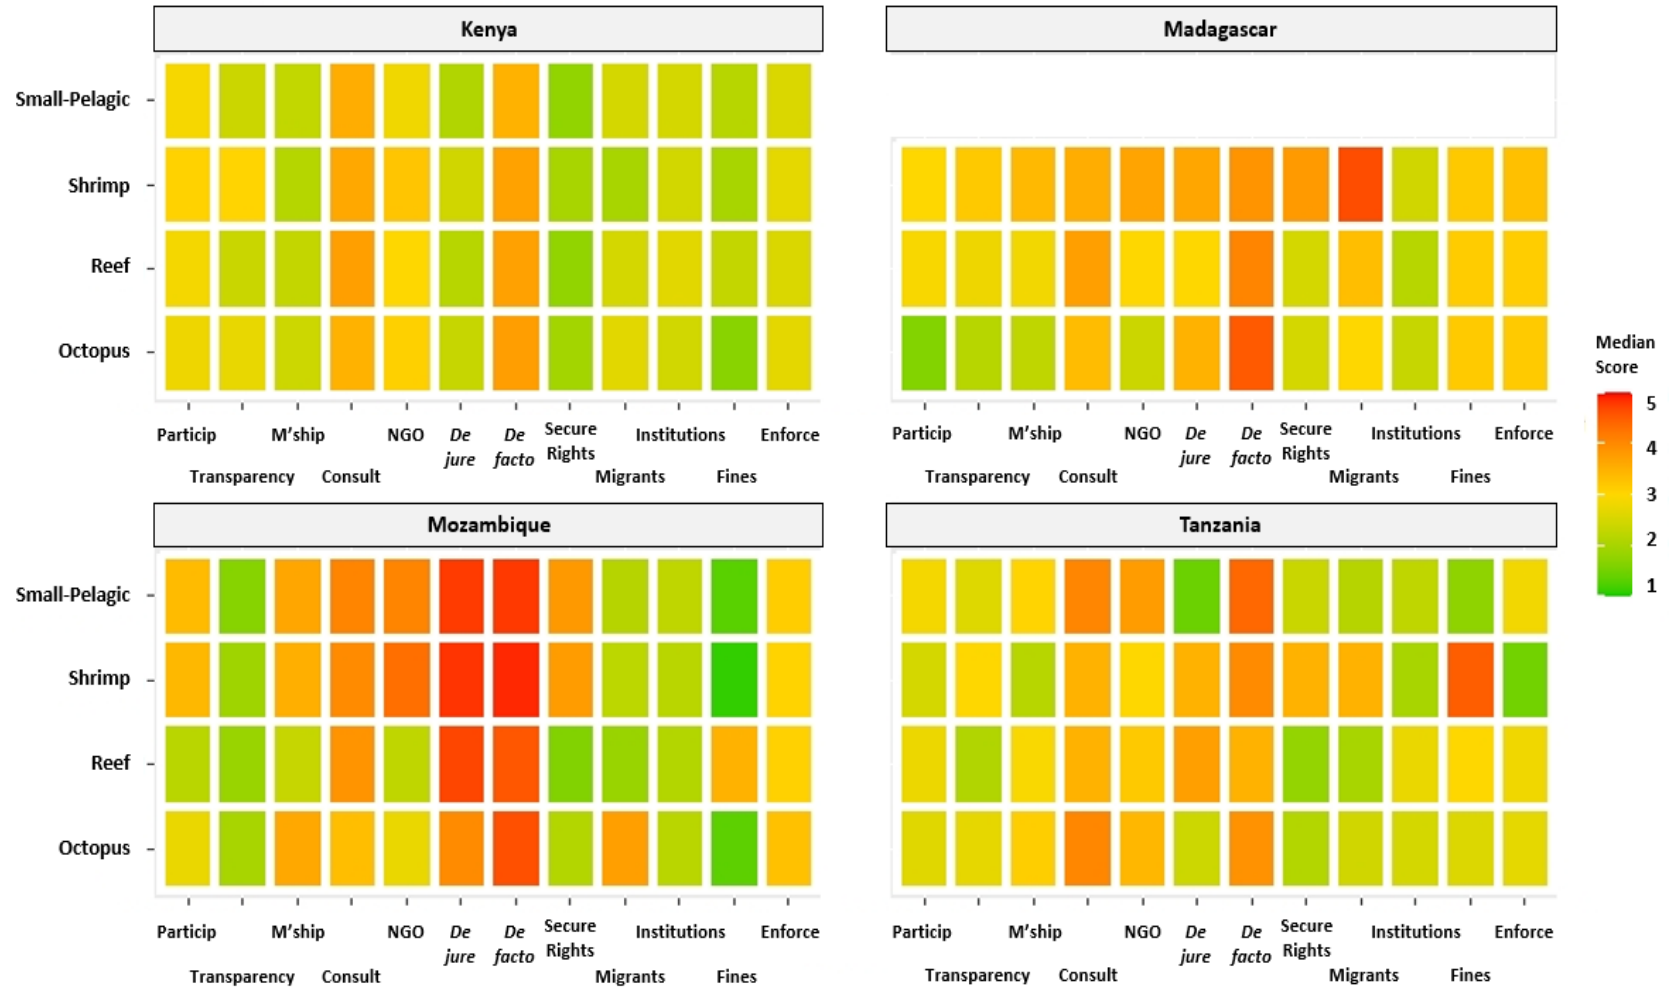 Kenya
Madagascar
Small-Pelagic
Shrimp
Reef
Octopus
Particip
M'ship
NGO
De jure
De facto
Secure Rights
Institutions
Enforce
Transparency
Consult
Migrants
Fines
Particip
M'ship
NGO
De jure
De facto
Secure Rights
Institutions
Enforce
Transparency
Consult
Migrants
Fines
Median
Score
5
4
3
2
1
Mozambique
Tanzania
Small-Pelagic
Shrimp
Reef
Octopus
Particip
M'ship
NGO
De jure
De facto
Secure Rights
Institutions
Enforce
Transparency
Consult
Migrants
Fines
Particip
M'ship
NGO
De jure
De facto
Secure Rights
Institutions
Enforce
Transparency
Consult
Migrants
Fines